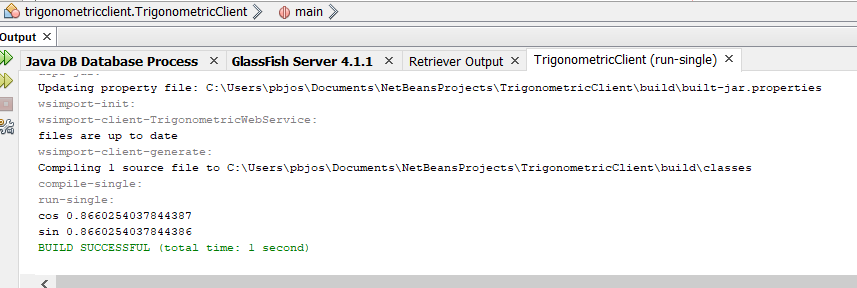 trigonometricclient.TrigonometricClient main
Output
Java DB Database Process GlassFish Server 4.1.1 Retriever Output TrigonometricClient (run-single)
Updating property file: C:\Users\pbjos\Documents\NetBeansProjects\TrigonometricClient\build\built-jar.properties
wsimport-init:
wsimport-client-TrigonometricWebService:
files are up to date
wsimport-client-generate:
Compiling 1 source file to C:\Users\pbjos\Documents\NetBeansProjects\TrigonometricClient\build\classes
compile-single:
run-single:
cos 0.8660254037844387
sin 0.8660254037844386
BUILD SUCCESSFUL (total time: 1 second)